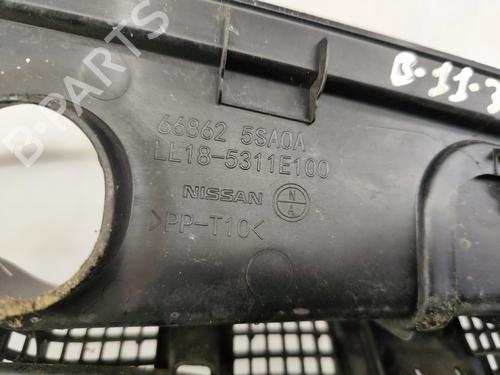 B-PARTS
B-11-
66862 5SA0A
LL18-5311E100
NISSAN N
A
>PP-T10<